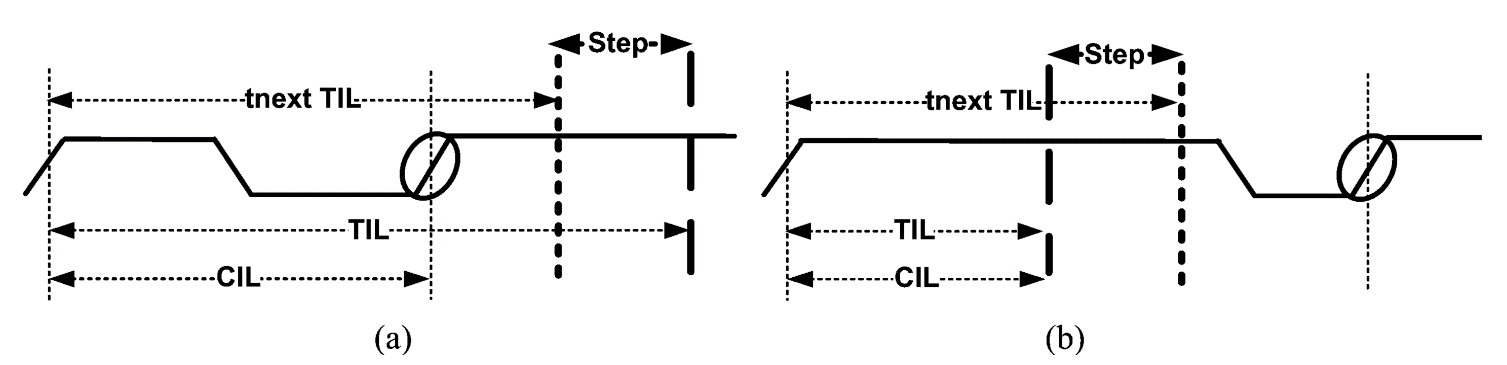 Step
tnext TIL
TIL
CIL
(a)
Step
tnext TIL
TIL
CIL
(b)